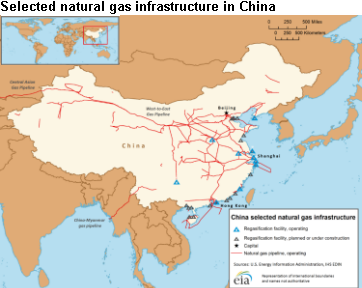 Selected natural gas infrastructure in China
0 250 500 Miles
0 250 500 Kilometers
Central Asian
Gas Pipeline
West-to-East
Gas Pipeline
Beijing
China
Shanghai
Hong Kong
China-Myanmar
gas pipeline
China selected natural gas infrastructure
Regasification facility, operating
Regasification facility, planned or under construction
Capital
Natural gas pipeline, operating
Sources: U.S. Energy Information Administration, IHS EDIN
eia
Representation of international boundaries
and names not authoritative